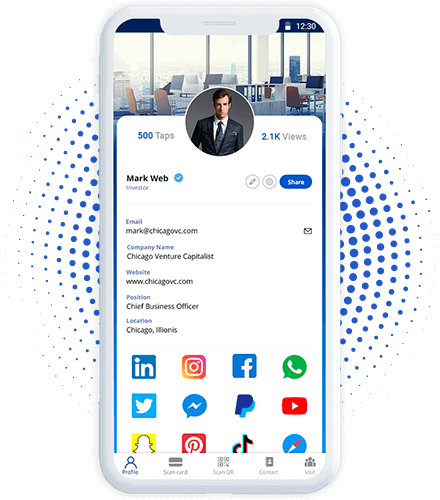 12:30
500 Taps
2.1K Views
Mark Web
Investor
Share
Email
mark@chicagovc.com
Company Name
Chicago Venture Capitalist
Website
www.chicagovc.com
Position
Chief Business Officer
Location
Chicago, Illionis
in
Profile
Scan card
Scan QR
Contact
Visit